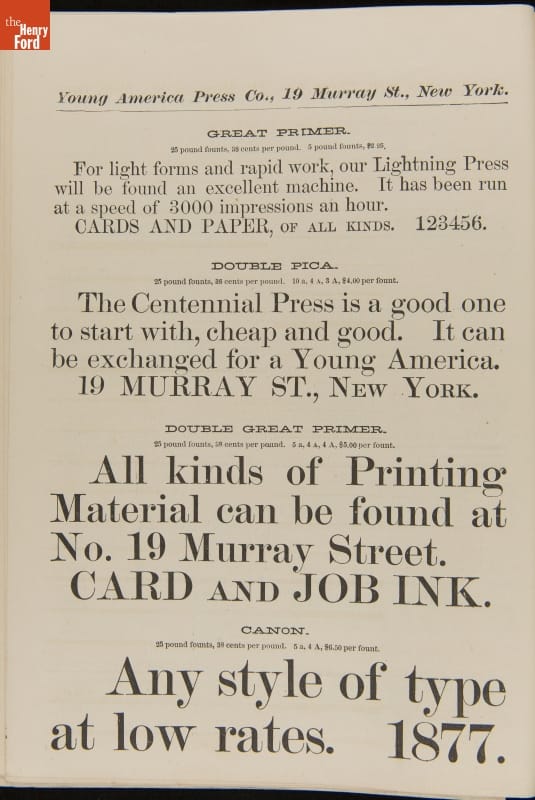 the
Henry
Ford
Young America Press Co., 19 Murray St., New York.
GREAT PRIMER.
25 pound founts, 38 cents per pound. 5 pound founts, $2.25.
For light forms and rapid work, our Lightning Press
will be found an excellent machine. It has been run
at a speed of 3000 impressions an hour.
CARDS AND PAPER, OF ALL KINDS. 123456.
DOUBLE PICA.
25 pound founts, 38 cents per pound. 10 a, 4 A, 3 A, $4.00 per fount.
The Centennial Press is a good one
to start with, cheap and good. It can
be exchanged for a Young America.
19 MURRAY ST., NEW YORK.
DOUBLE GREAT PRIMER.
25 pound founts, 38 cents per pound. 5 a, 4 A, 4 A, $5.00 per fount.
All kinds of Printing
Material can be found at
No. 19 Murray Street.
CARD AND JOB INK.
CANON.
25 pound founts, 38 cents per pound. 5 a, 4 A, $6.50 per fount.
Any style of type
at low rates. 1877.